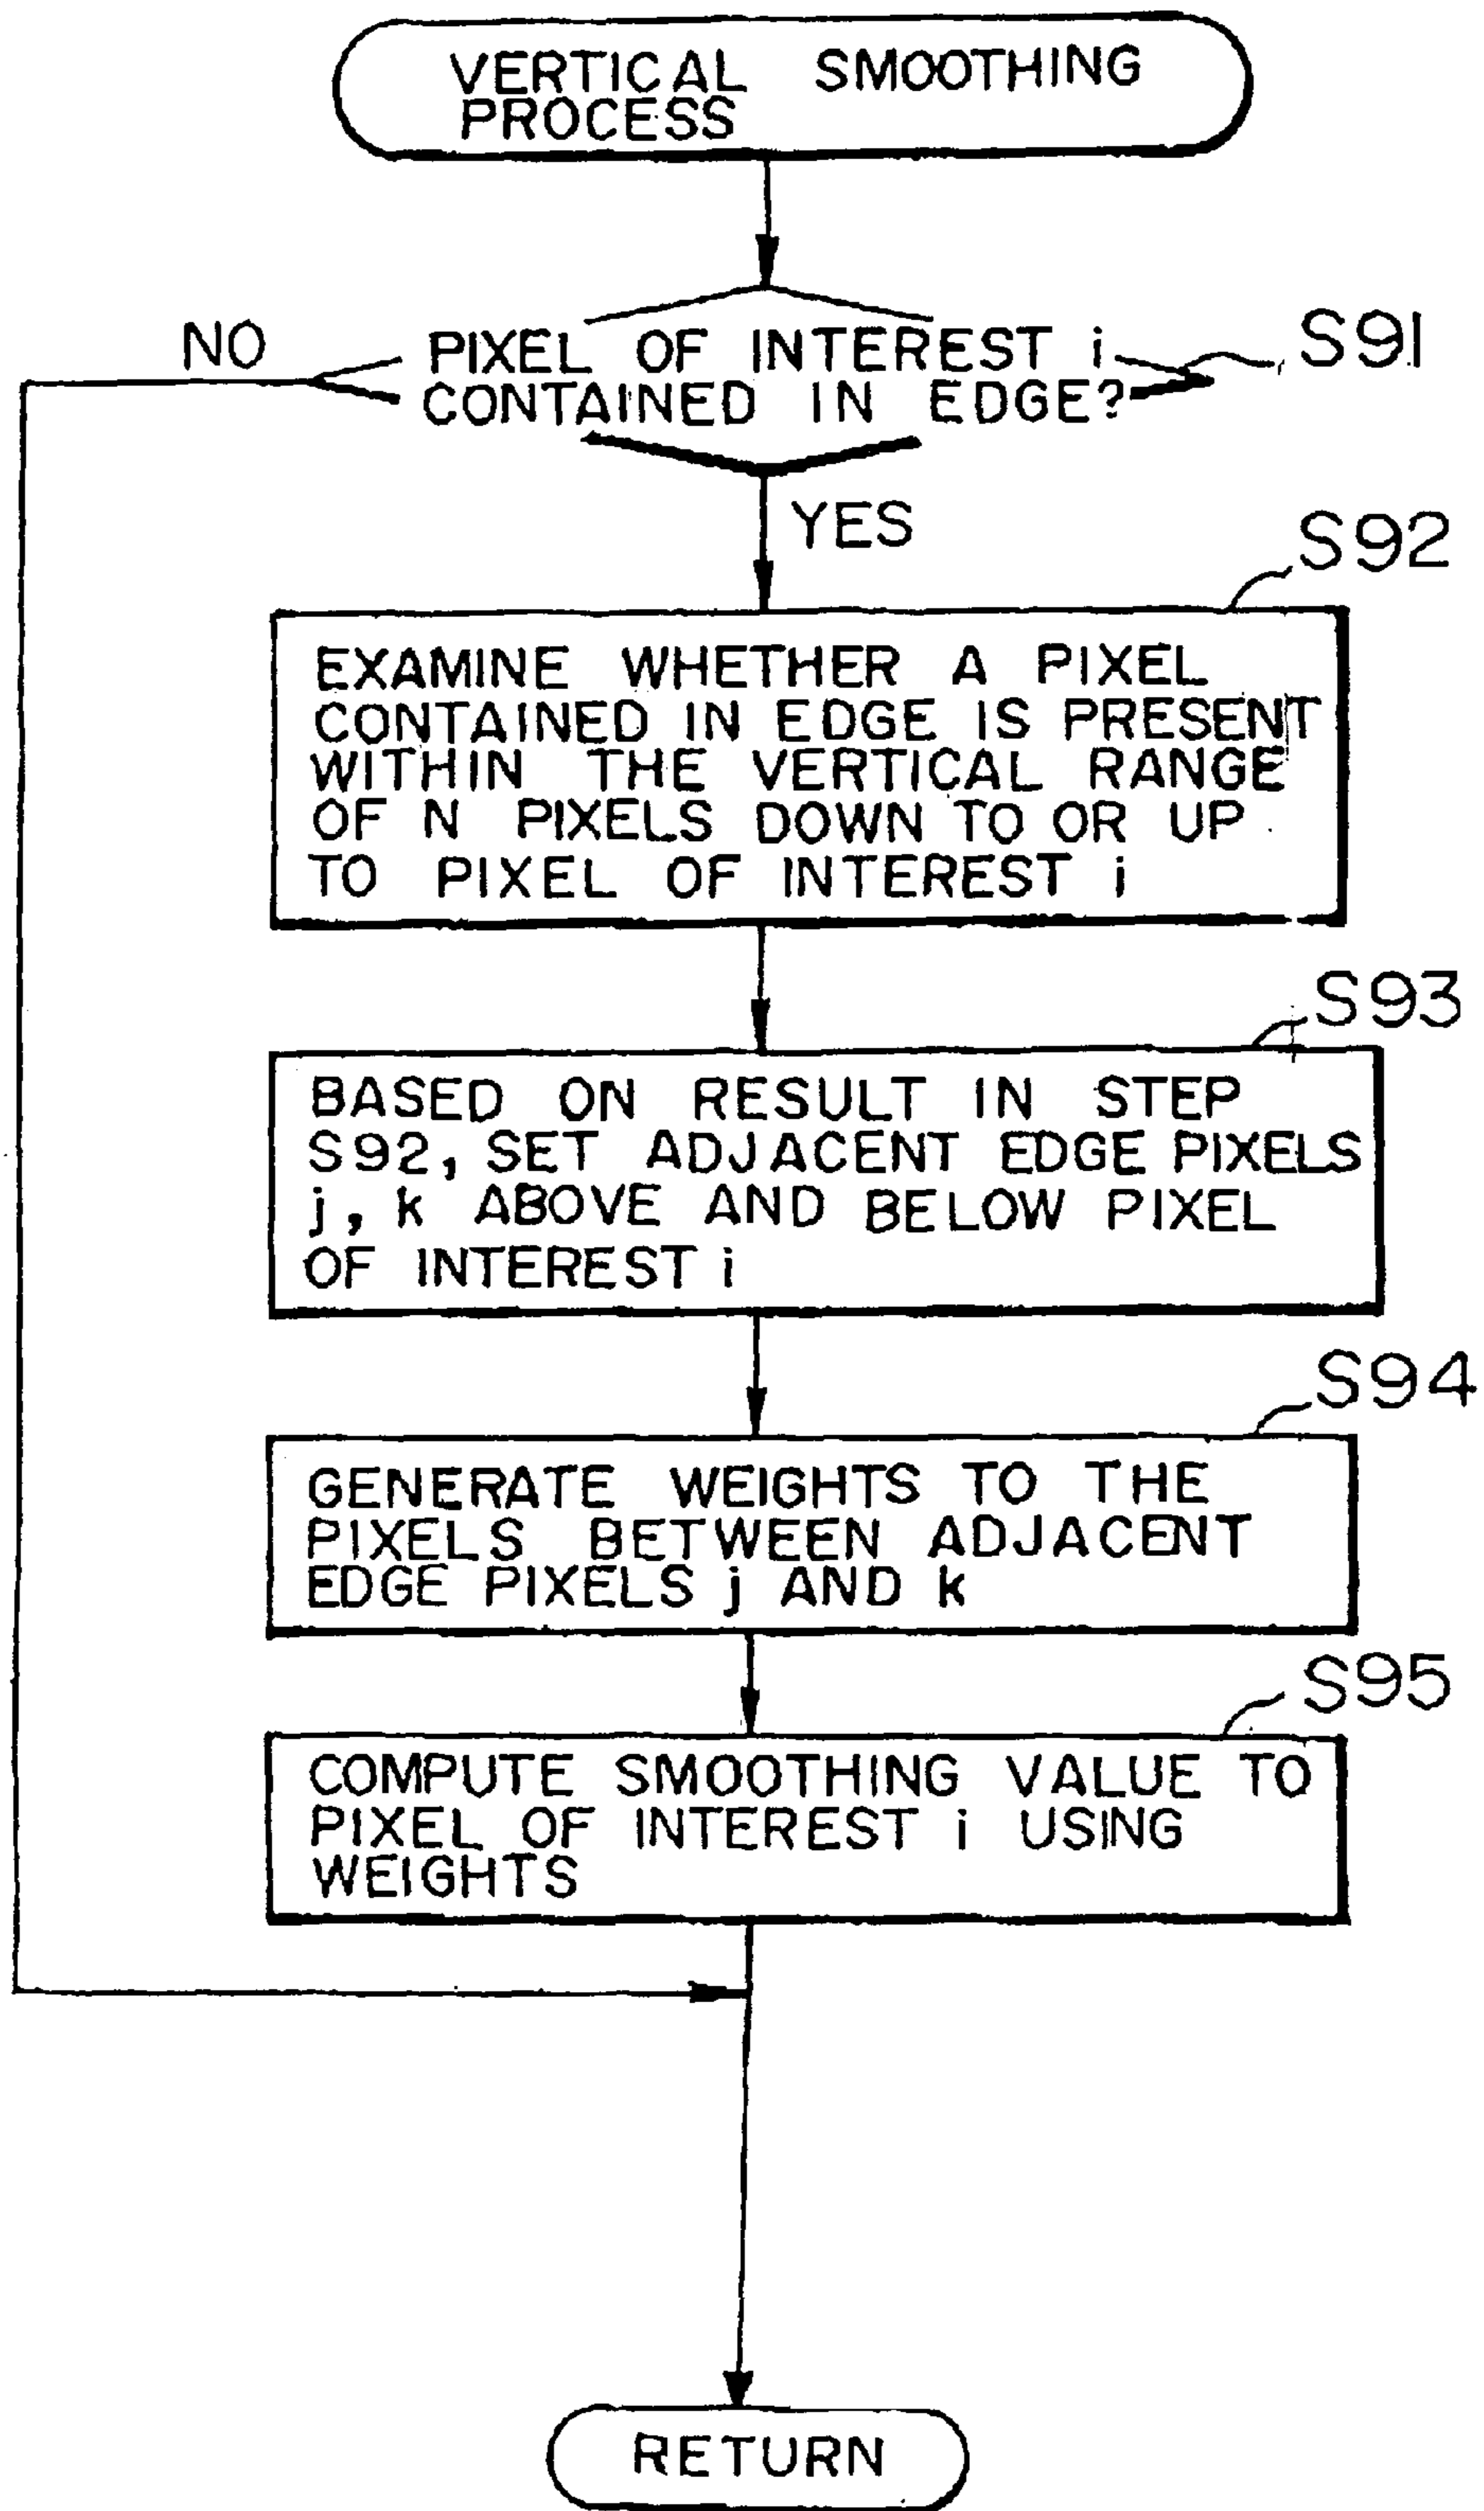 VERTICAL SMOOTHING
PROCESS
NO
PIXEL OF INTEREST i
CONTAINED IN EDGE?
S91
YES
S92
EXAMINE WHETHER A PIXEL
CONTAINED IN EDGE IS PRESENT
WITHIN THE VERTICAL RANGE
OF N PIXELS DOWN TO OR UP
TO PIXEL OF INTEREST i
S93
BASED ON RESULT IN STEP
S92, SET ADJACENT EDGE PIXELS
j, k ABOVE AND BELOW PIXEL
OF INTEREST i
S94
GENERATE WEIGHTS TO THE
PIXELS BETWEEN ADJACENT
EDGE PIXELS j AND k
S95
COMPUTE SMOOTHING VALUE TO
PIXEL OF INTEREST i USING
WEIGHTS
RETURN